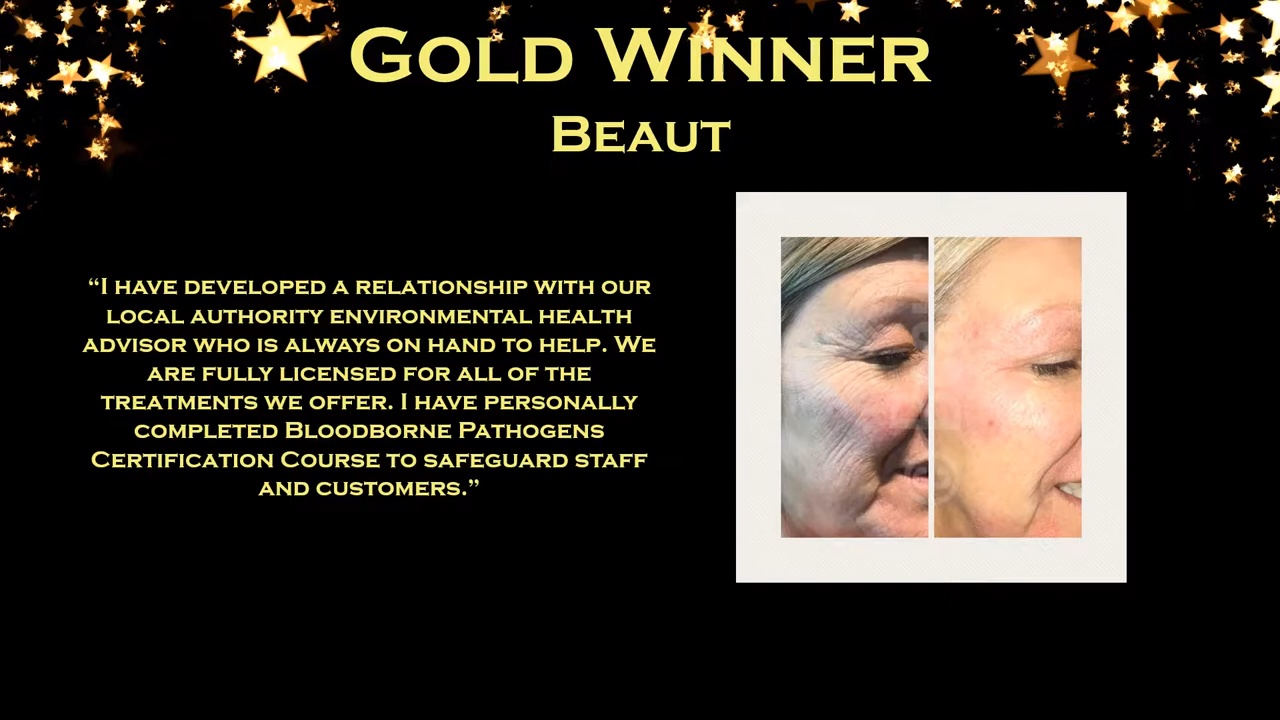 Gold Winner
Beaut
“I have developed a relationship with our
local authority environmental health
advisor who is always on hand to help. We
are fully licensed for all of the
treatments we offer. I have personally
completed Bloodborne Pathogens
Certification Course to safeguard staff
and customers.”